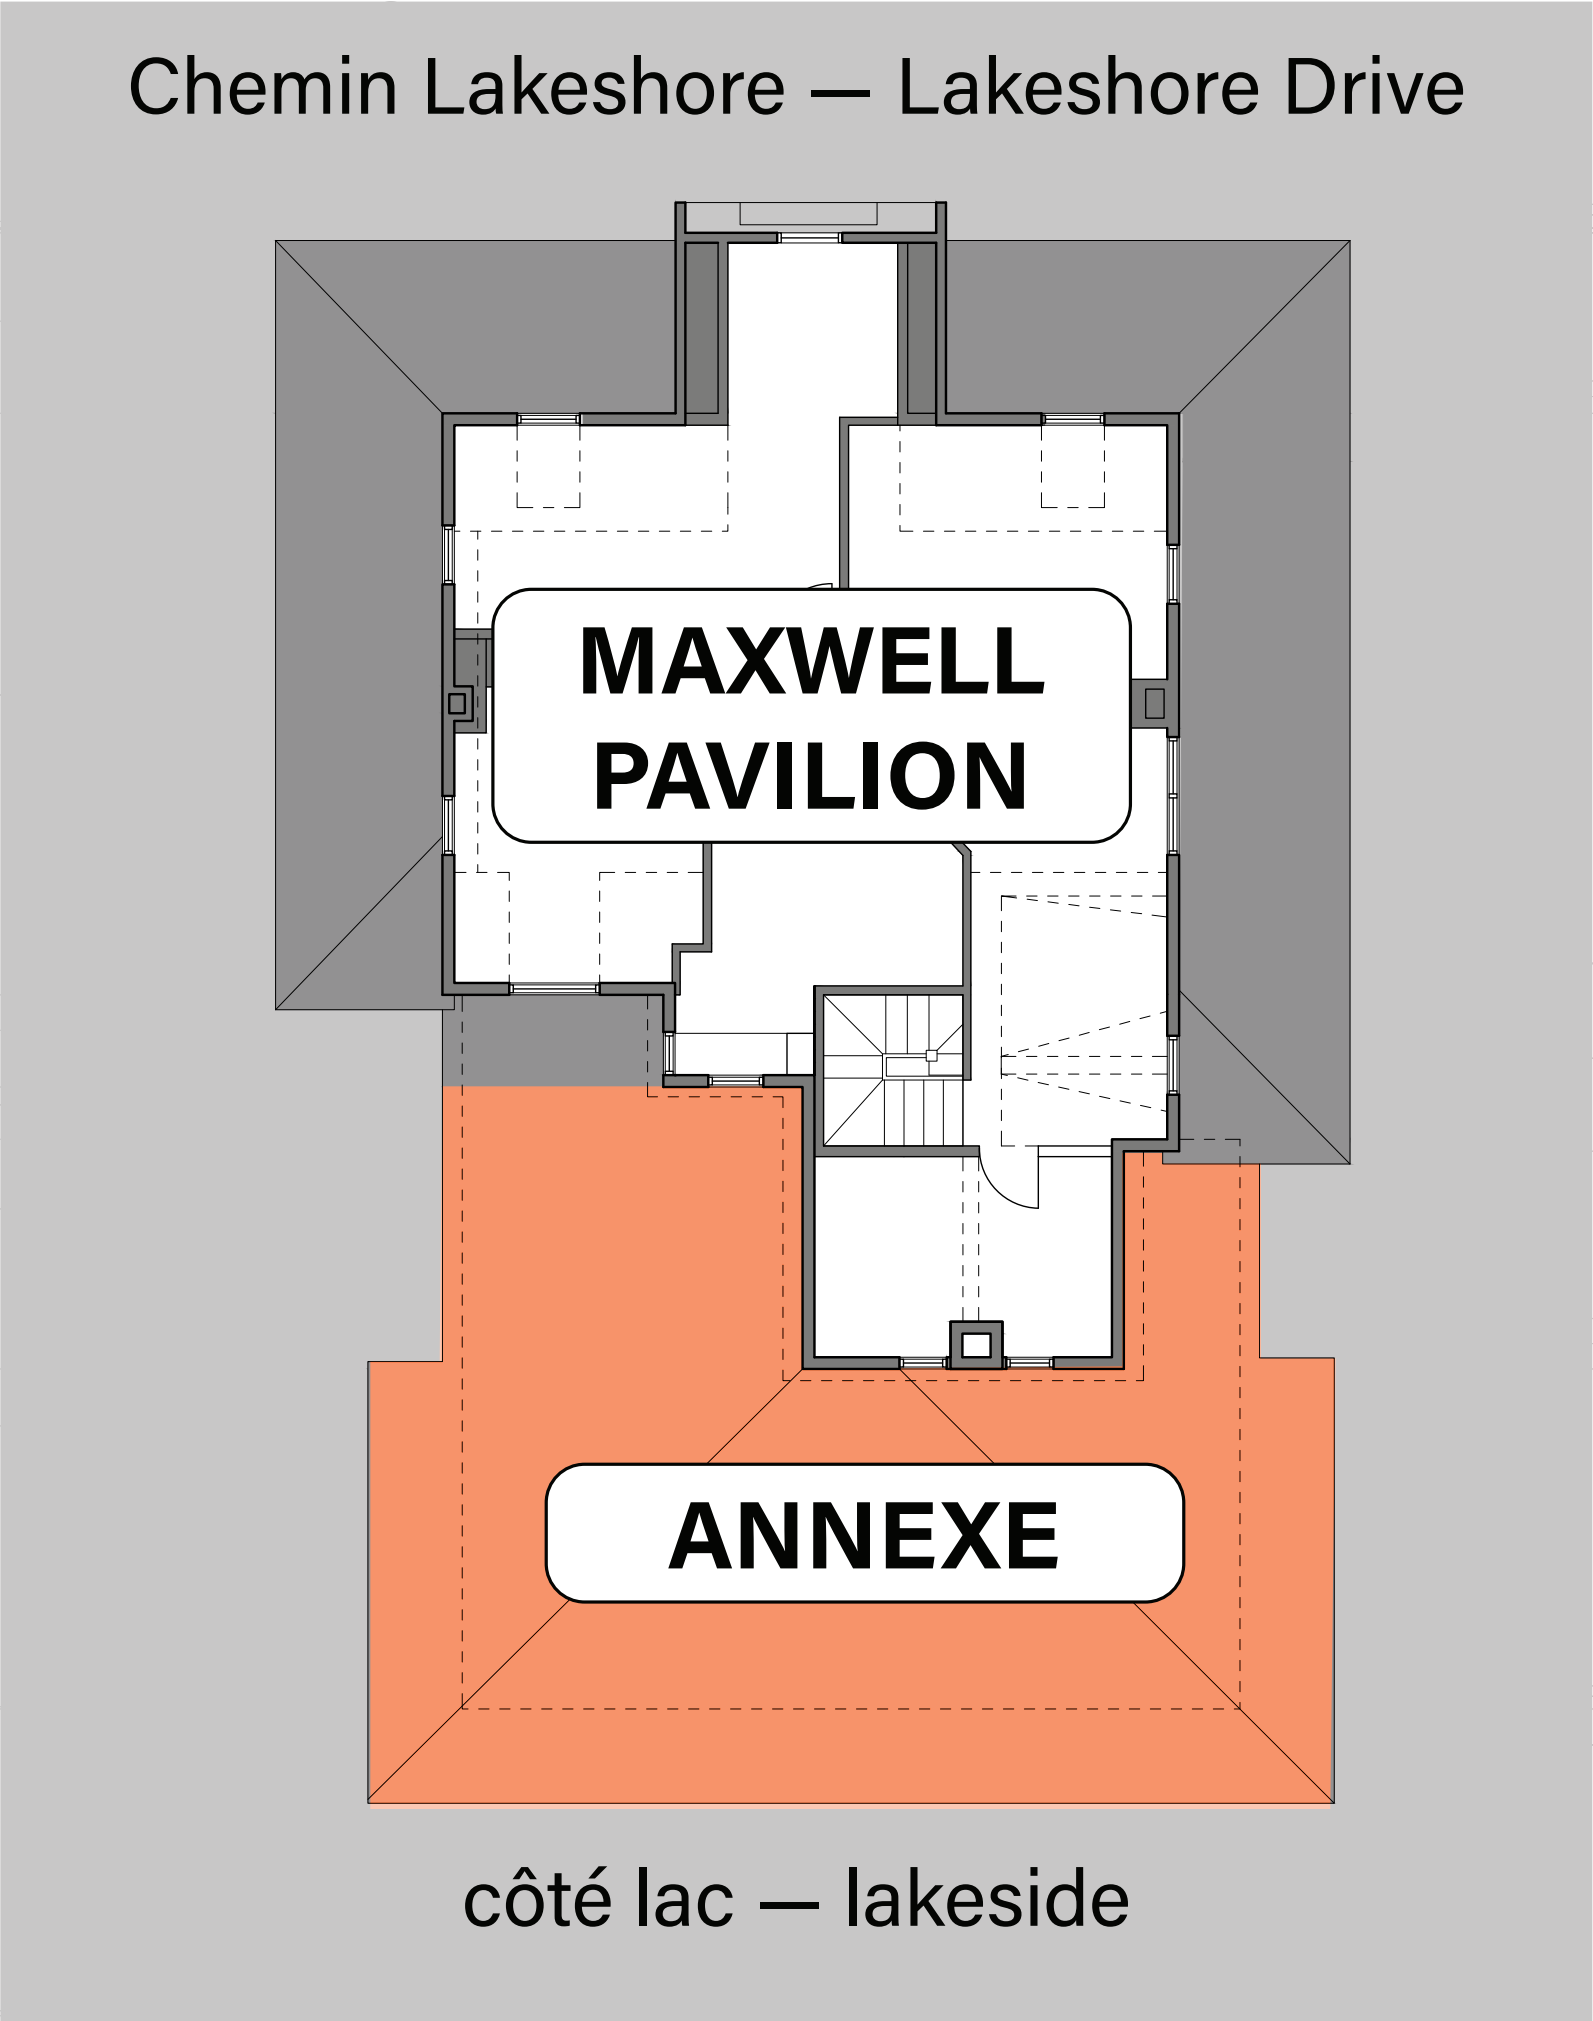 Chemin Lakeshore — Lakeshore Drive
MAXWELL
PAVILION
ANNEXE
côté lac — lakeside